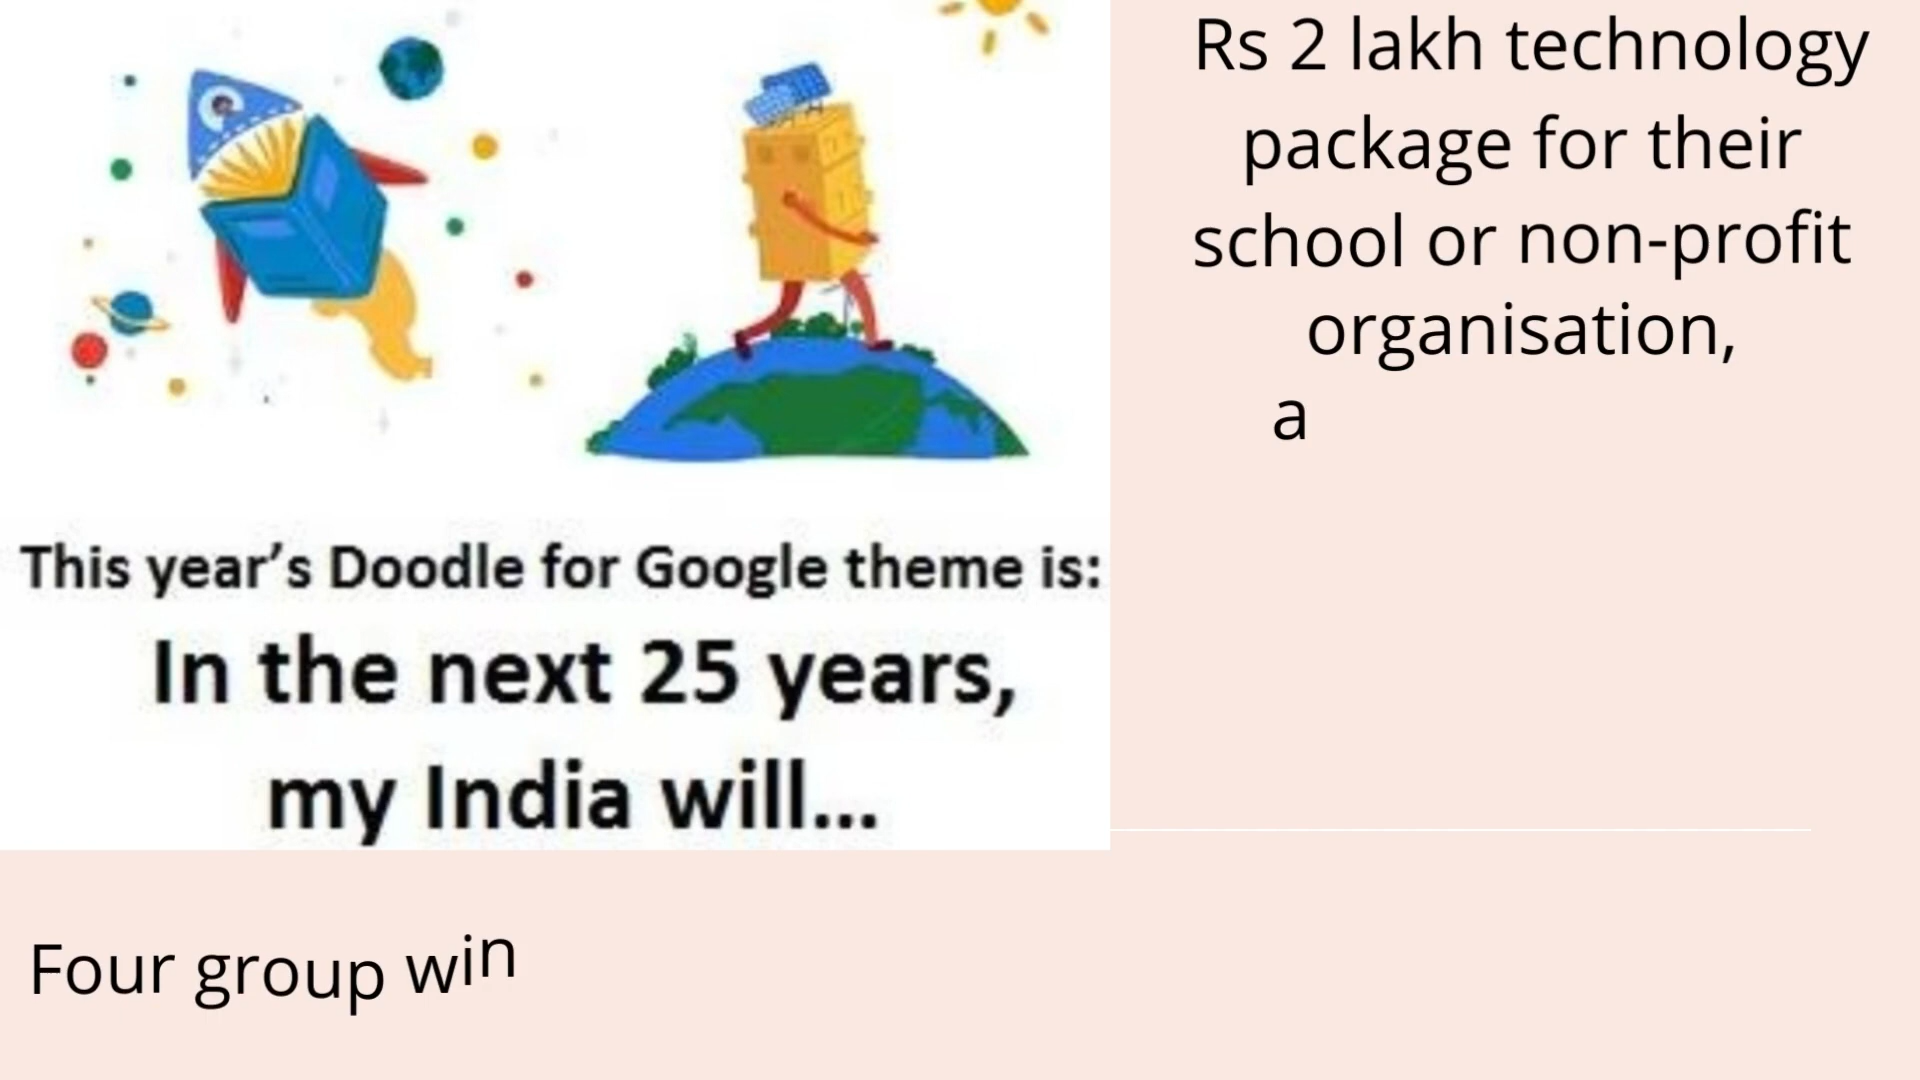 Rs 2 lakh technology
package for their
school or non-profit
organisation,
a
This year's Doodle for Google theme is:
In the next 25 years,
my India will...
Four group win